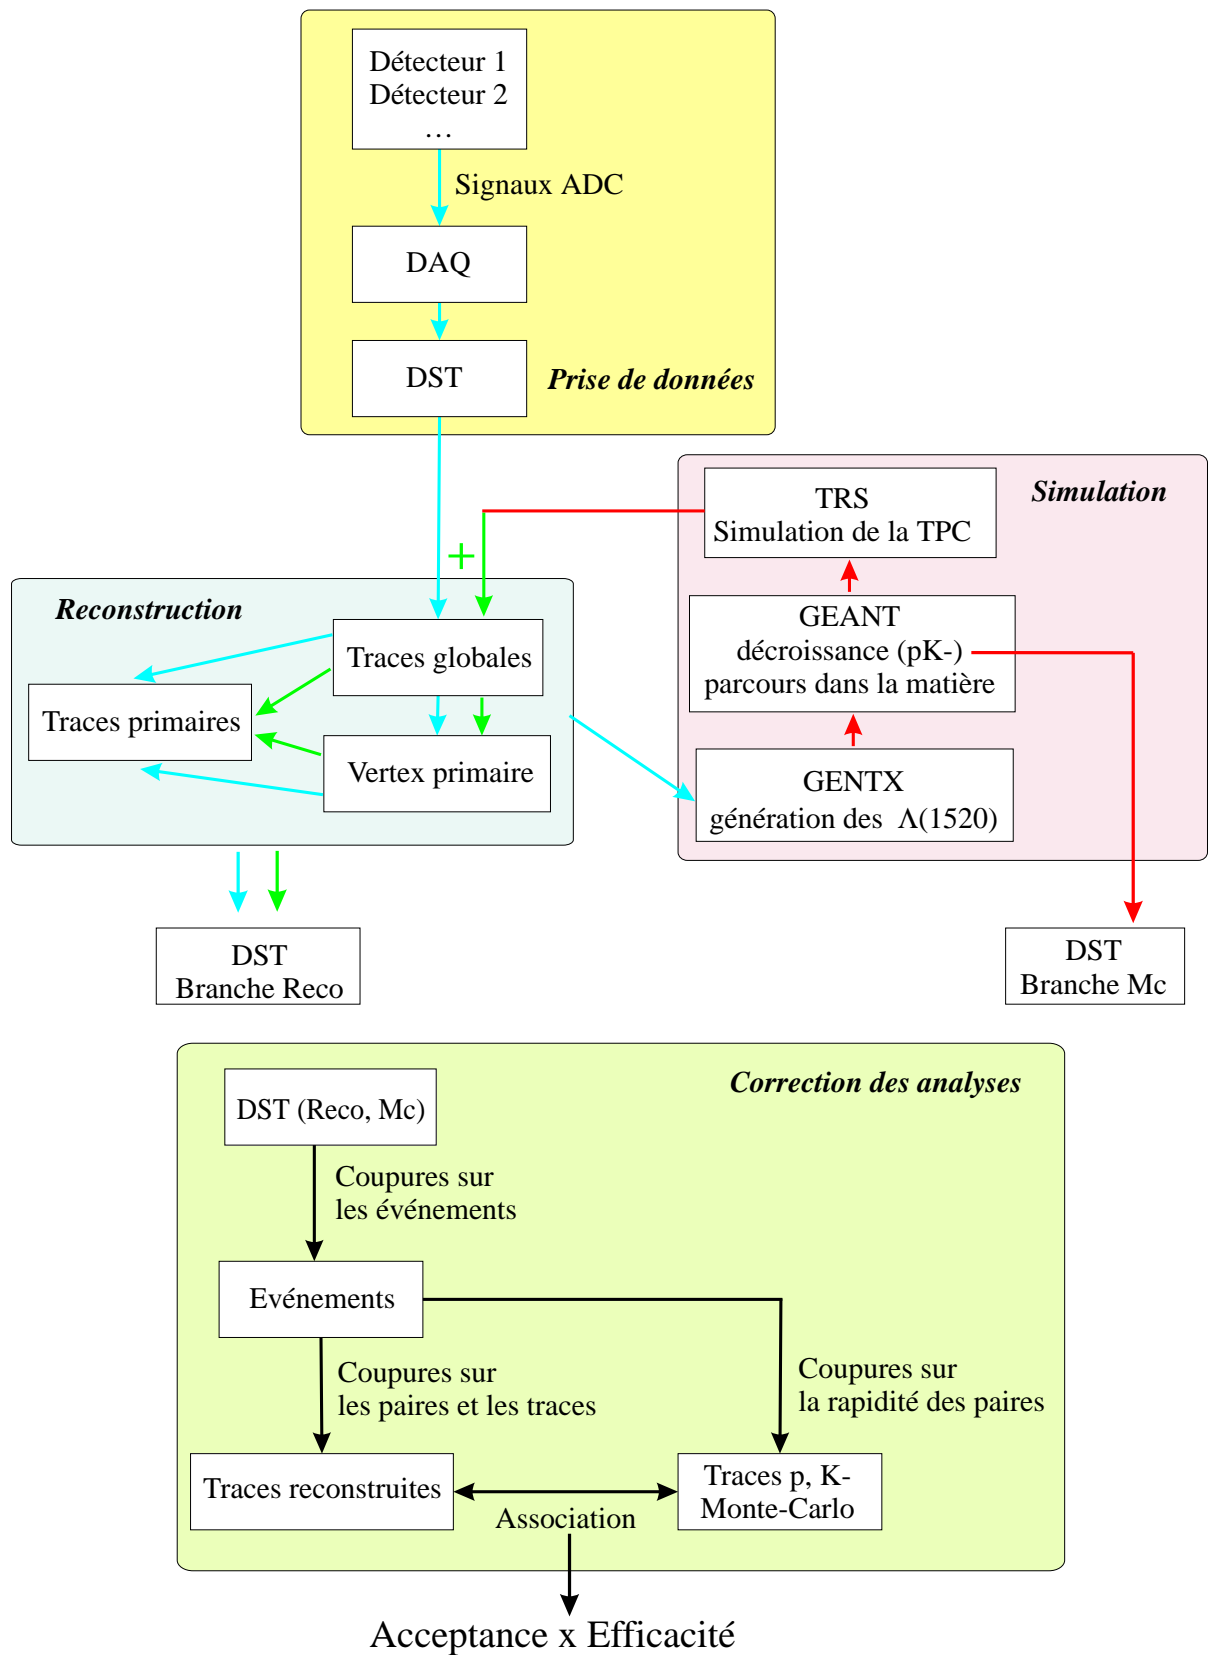 Détecteur 1
Détecteur 2
…
Signaux ADC
DAQ
DST
Prise de données
TRS
Simulation de la TPC
Simulation
+
GEANT
décroissance (pK-)
parcours dans la matière
GENTX
génération des Λ(1520)
Reconstruction
Traces globales
Traces primaires
Vertex primaire
DST
Branche Reco
DST
Branche Mc
Correction des analyses
DST (Reco, Mc)
Coupures sur
les événements
Evénements
Coupures sur
les paires et les traces
Coupures sur
la rapidité des paires
Traces reconstruites
Association
Traces p, K-
Monte-Carlo
Acceptance x Efficacité